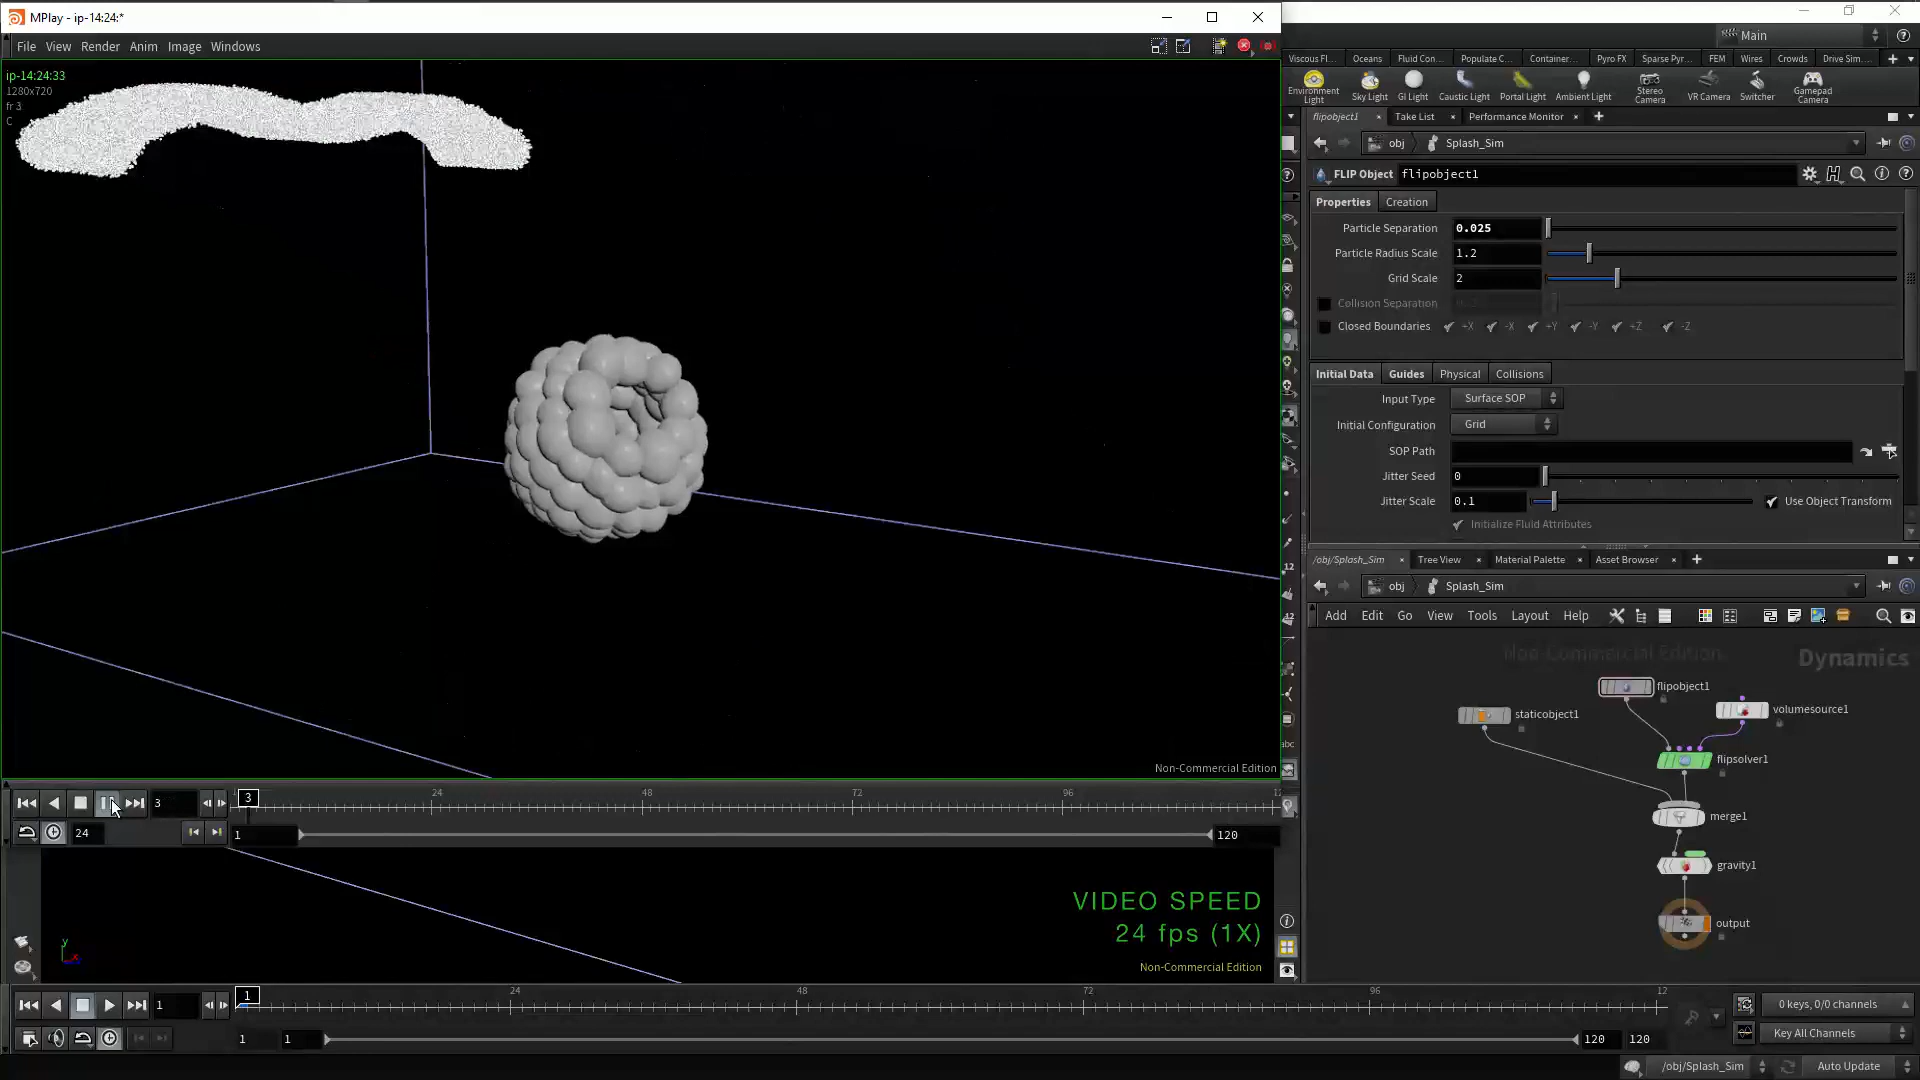 MPlay - ip-14:24:*
File View Render Anim Image Windows
ip-14:24:33
1280x720
fr 3
C
Non-Commercial Edition
3
3 24 48 72 96 12
24
1 120
VIDEO SPEED
24 fps (1X)
Non-Commercial Edition
y
x
1
1 24 48 72 96 12
1 1 120 120
Main
Viscous Fl... Oceans Fluid Con... Populate C... Container... Pyro FX Sparse Pyr... FEM Wires Crowds Drive Sim...
Environment Light Sky Light GI Light Caustic Light Portal Light Ambient Light Stereo Camera VR Camera Switcher Gamepad Camera
flipobject1 Take List Performance Monitor
obj Splash_Sim
FLIP Object flipobject1
Properties Creation
Particle Separation 0.025
Particle Radius Scale 1.2
Grid Scale 2
Collision Separation
Closed Boundaries +X -X +Y -Y +Z -Z
Initial Data Guides Physical Collisions
Input Type Surface SOP
Initial Configuration Grid
SOP Path
Jitter Seed 0
Jitter Scale 0.1 Use Object Transform
Initialize Fluid Attributes
/obj/Splash_Sim Tree View Material Palette Asset Browser
obj Splash_Sim
Add Edit Go View Tools Layout Help
Non-Commercial Edition
Dynamics
flipobject1
staticobject1
volumesource1
flipsolver1
merge1
gravity1
output
0 keys, 0/0 channels
Key All Channels
/obj/Splash_Sim Auto Update